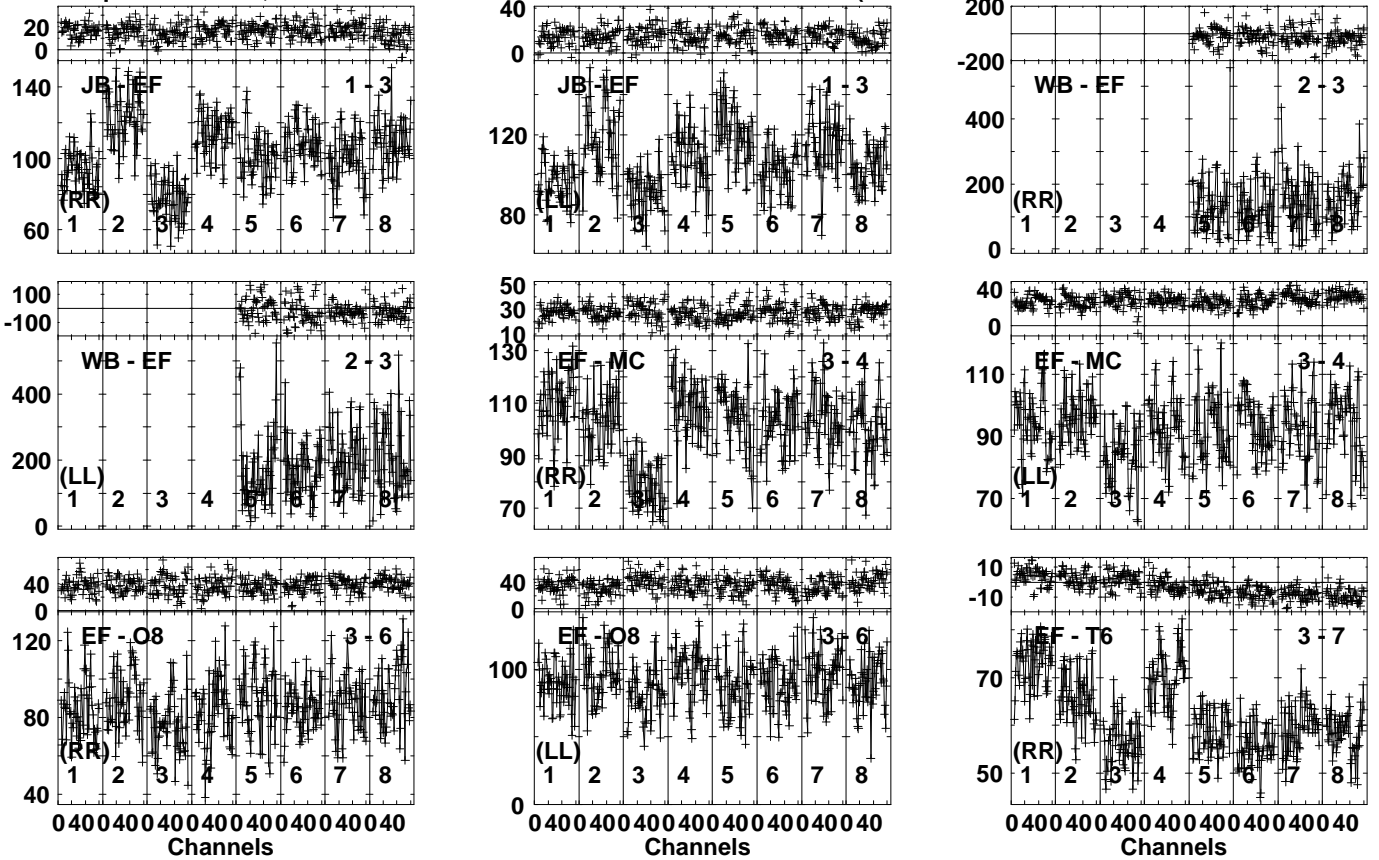 20 0 40 0 200 -200
140 JB - EF 1 - 3 120 JB - EF 1 - 3 400 WB - EF 2 - 3
100 200
60 (RR) 80 (LL) 0 (RR)
1 2 3 4 5 6 7 8 1 2 3 4 5 6 7 8 1 2 3 4 5 6 7 8
100 -100 50 30 10 40 0
400 WB - EF 2 - 3 130 EF - MC 3 - 4 110 EF - MC 3 - 4
200 110 90 90
0 (LL) 70 (RR) 70 (LL)
1 2 3 4 5 6 7 8 1 2 3 4 5 6 7 8 1 2 3 4 5 6 7 8
40 0 40 0 10 -10
120 EF - O8 3 - 6 100 EF - O8 3 - 6 70 EF - T6 3 - 7
80 (RR) (LL) (RR)
40 0 50
1 2 3 4 5 6 7 8 1 2 3 4 5 6 7 8 1 2 3 4 5 6 7 8
0 40 0 40 0 40 0 40 0 40 0 40 0 40 0 40 0 40 0 40 0 40 0 40 0 40 0 40 0 40 0 40 0 40 0 40 0 40 0 40 0 40 0 40 0 40 0 40
Channels Channels Channels